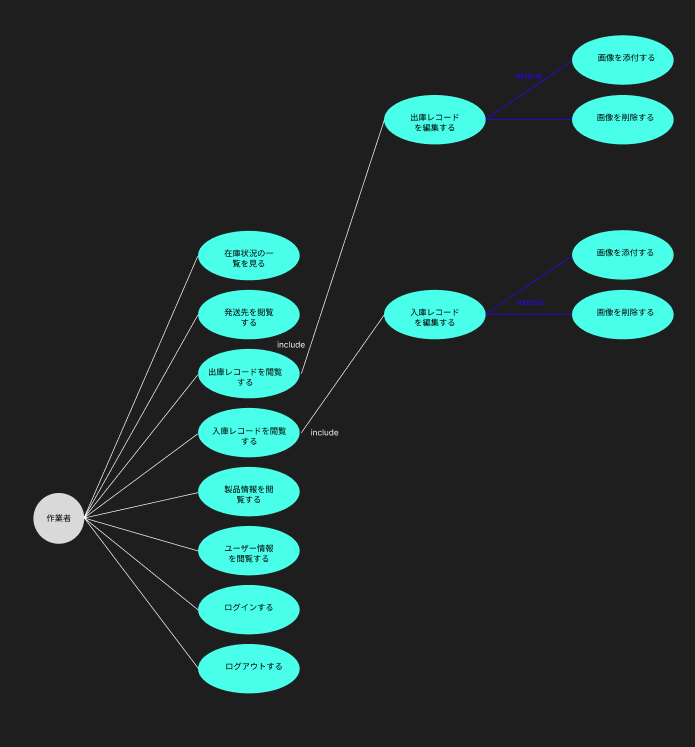 画像を添付する
extend
出庫レコード
を編集する
画像を削除する
在庫状況の一
覧を見る
画像を添付する
発送先を閲覧
する
extend
入庫レコード
を編集する
画像を削除する
include
出庫レコードを閲覧
する
入庫レコードを閲覧
する
include
製品情報を閲
覧する
作業者
ユーザー情報
を閲覧する
ログインする
ログアウトする